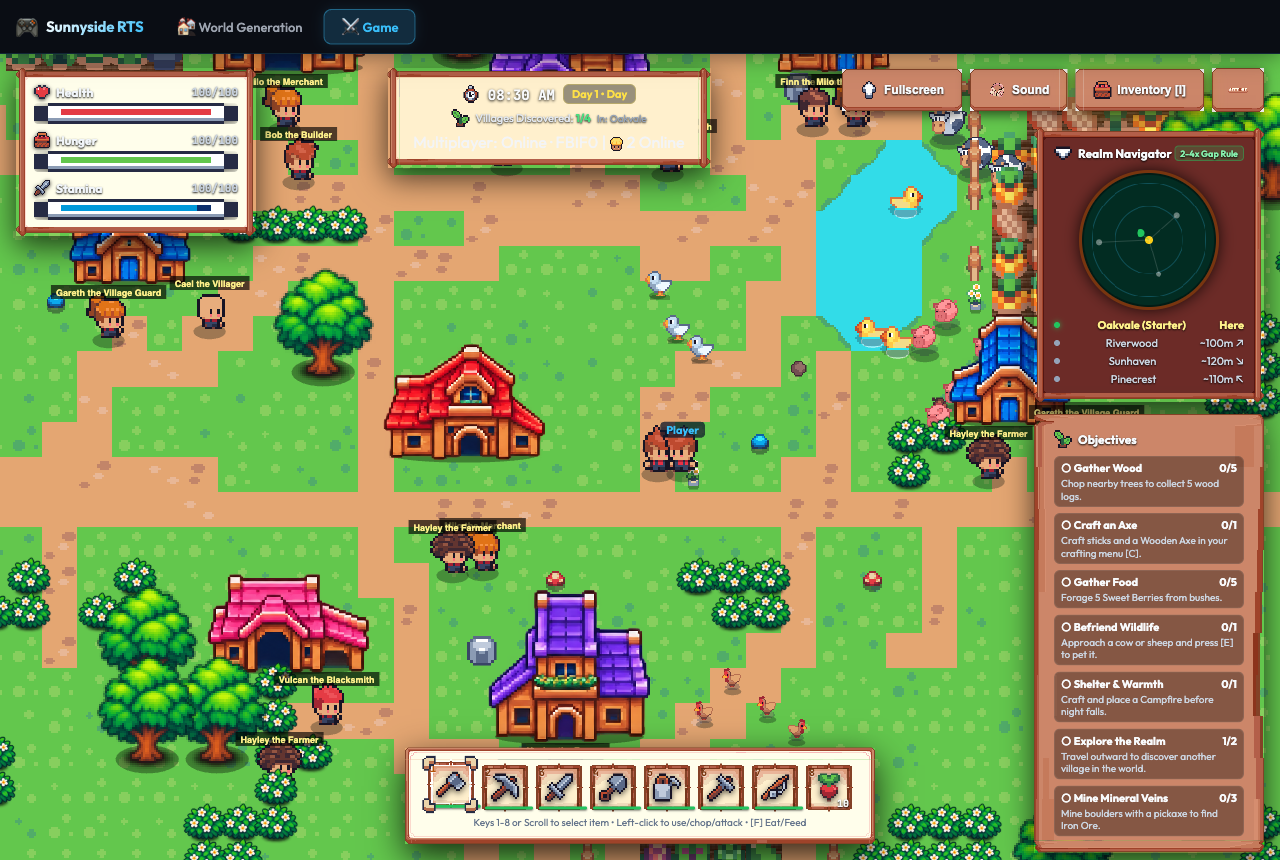 Sunnyside RTS
World Generation
Game
Health 100/100
Hunger 100/100
Stamina 100/100
08:30 AM
Day 1 • Day
Villages Discovered: 1/4 In: Oakvale
Fullscreen
Sound
Inventory [I]
Realm Navigator
2-4x Gap Rule
Oakvale (Starter) Here
Riverwood ~100m ↗
Sunhaven ~120m ↘
Pinecrest ~110m ↖
Objectives
Gather Wood 0/5
Chop nearby trees to collect 5 wood
logs.
Craft an Axe 0/1
Craft sticks and a Wooden Axe in your
crafting menu [C].
Gather Food 0/5
Forage 5 Sweet Berries from bushes.
Befriend Wildlife 0/1
Approach a cow or sheep and press [E]
to pet it.
Shelter & Warmth 0/1
Craft and place a Campfire before
night falls.
Explore the Realm 1/2
Travel outward to discover another
village in the world.
Mine Mineral Veins 0/3
Mine boulders with a pickaxe to find
Iron Ore.
ilo the Merchant
Bob the Builder
Finn the
Gareth the Village Guard
Cael the Villager
Player
Gareth the Village Guard
Hayley the Farmer
Hayley the Farmer
chant
Vulcan the Blacksmith
Hayley the Farmer
10
Keys 1-8 or Scroll to select item • Left-click to use/chop/attack • [F] Eat/Feed